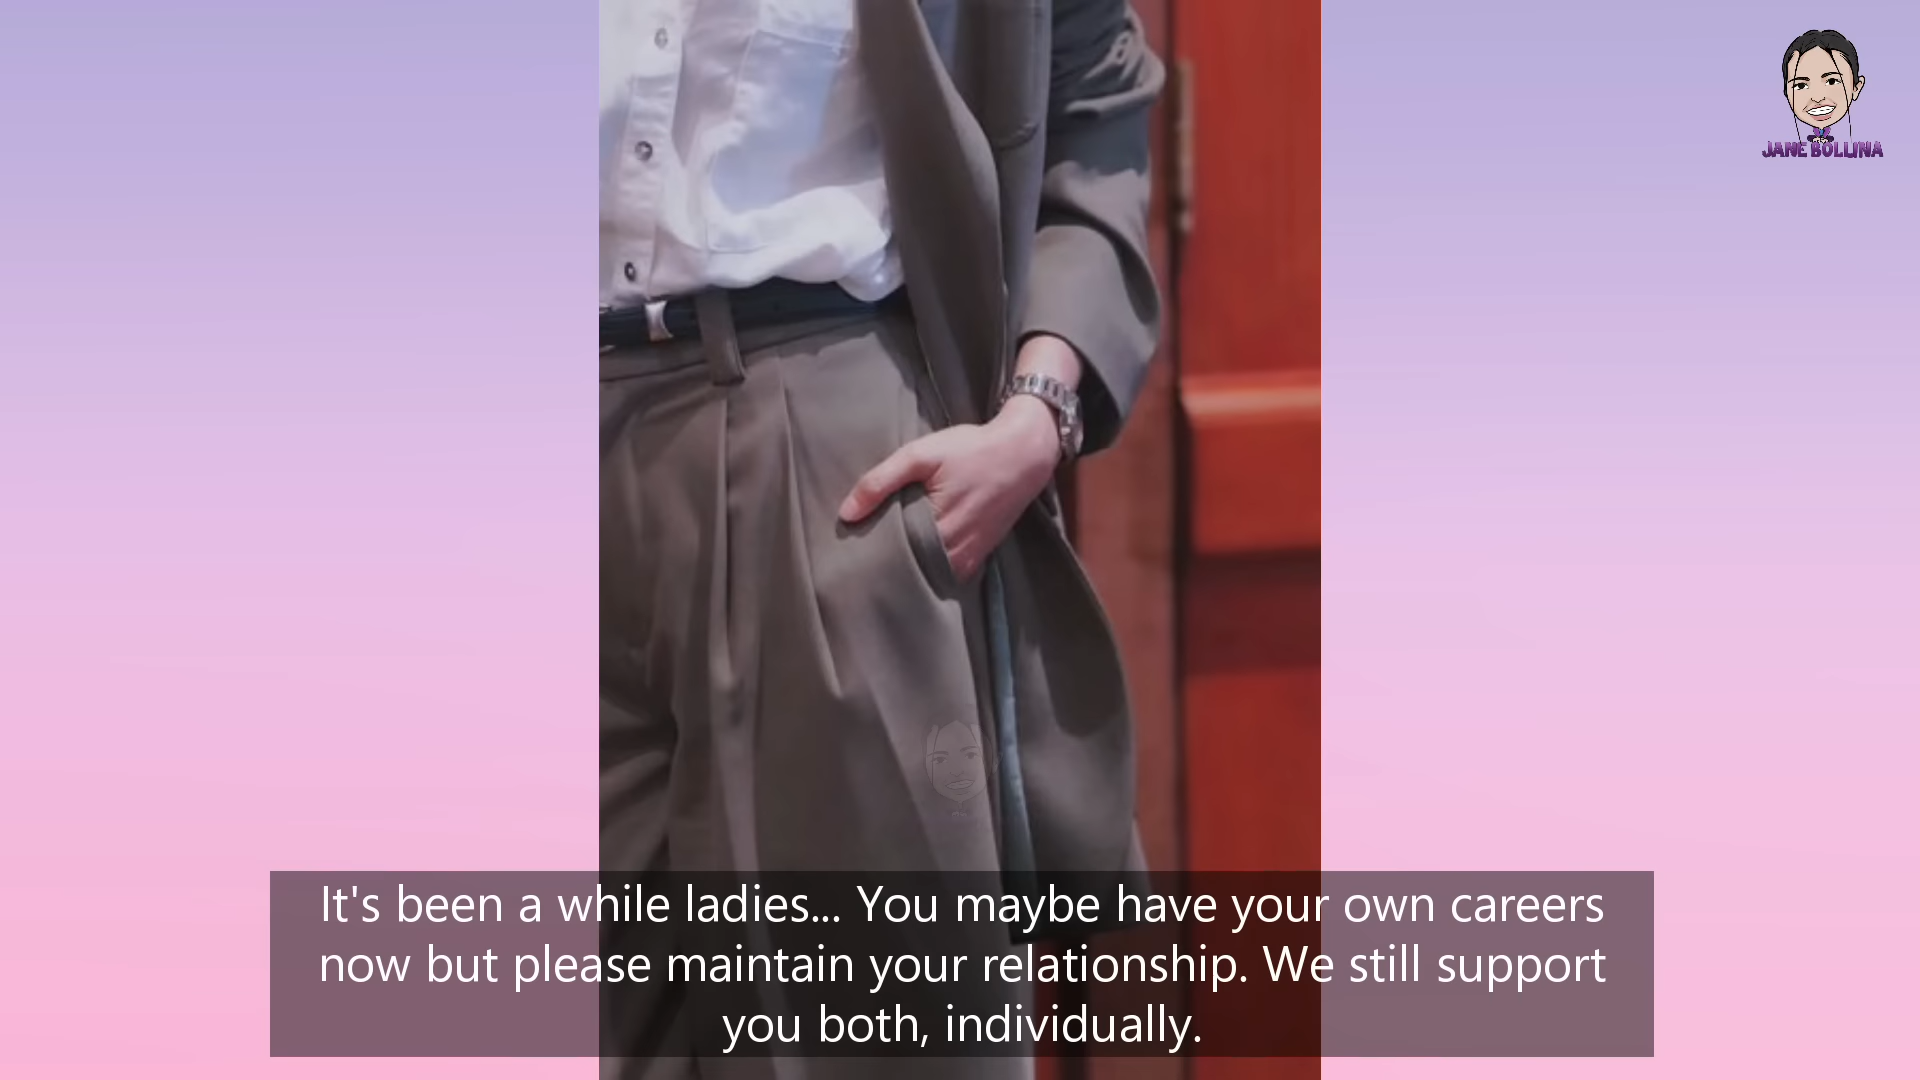 JANE BOLLINA
It's been a while ladies... You maybe have your own careers
now but please maintain your relationship. We still support
you both, individually.